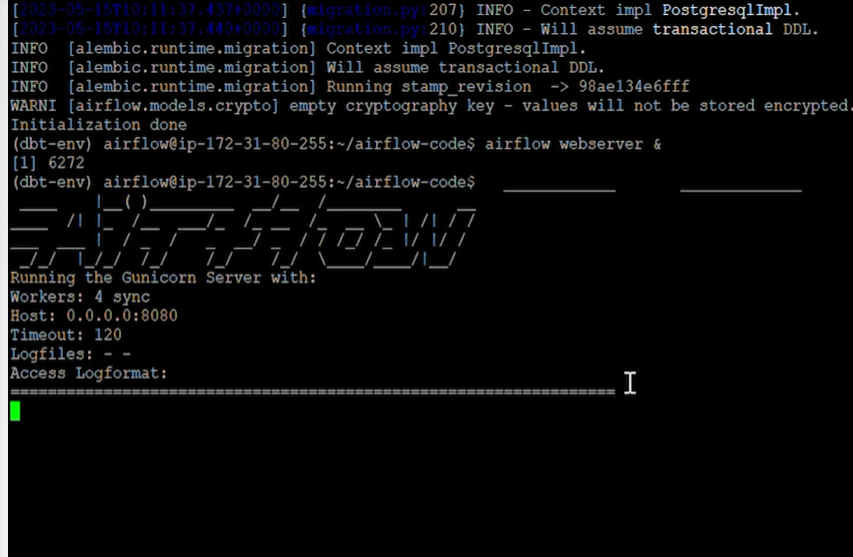 [2023-05-15T10:11:37.437+0000] {migration.py:207} INFO - Context impl PostgresqlImpl.
[2023-05-15T10:11:37.440+0000] {migration.py:210} INFO - Will assume transactional DDL.
INFO  [alembic.runtime.migration] Context impl PostgresqlImpl.
INFO  [alembic.runtime.migration] Will assume transactional DDL.
INFO  [alembic.runtime.migration] Running stamp_revision  -> 98ae134e6fff
WARNI [airflow.models.crypto] empty cryptography key - values will not be stored encrypted.
Initialization done
(dbt-env) airflow@ip-172-31-80-255:~/airflow-code$ airflow webserver &
[1] 6272
(dbt-env) airflow@ip-172-31-80-255:~/airflow-code$
Airflow
Running the Gunicorn Server with:
Workers: 4 sync
Host: 0.0.0.0:8080
Timeout: 120
Logfiles: - -
Access Logformat:
=================================================================